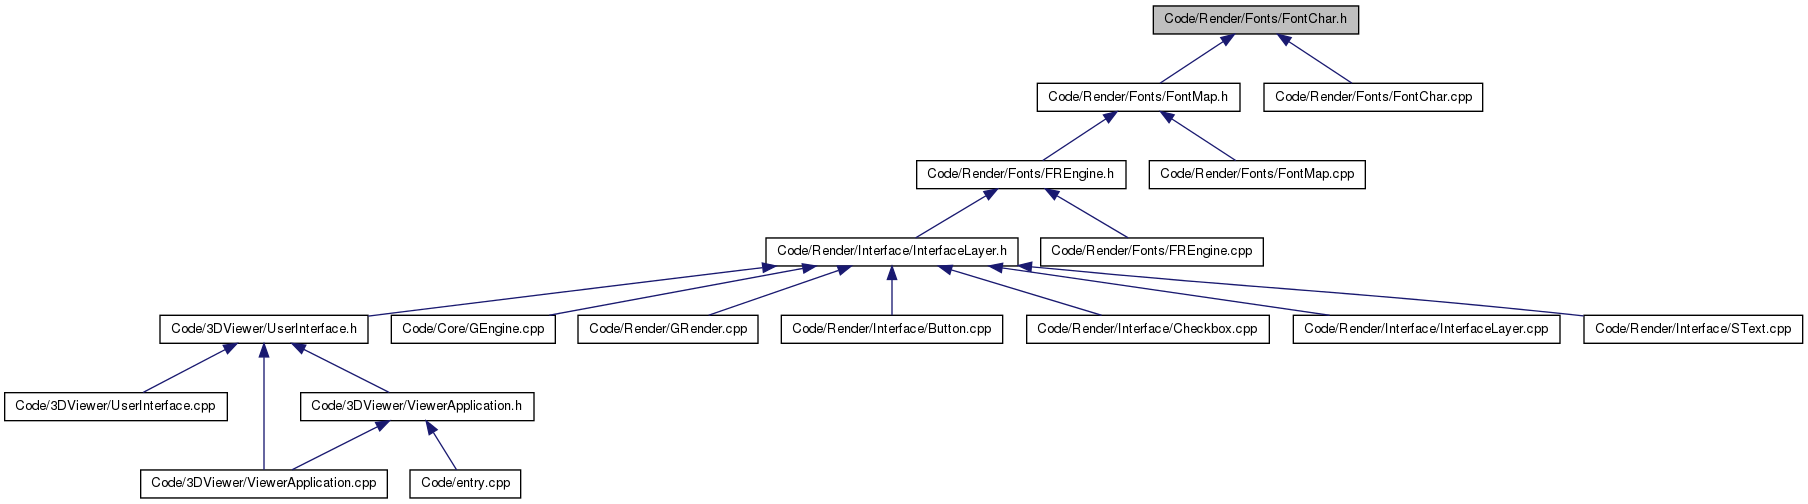 Code/Render/Fonts/FontChar.h
Code/Render/Fonts/FontMap.h
Code/Render/Fonts/FontChar.cpp
Code/Render/Fonts/FREngine.h
Code/Render/Fonts/FontMap.cpp
Code/Render/Interface/InterfaceLayer.h
Code/Render/Fonts/FREngine.cpp
Code/3DViewer/UserInterface.h
Code/Core/GEngine.cpp
Code/Render/GRender.cpp
Code/Render/Interface/Button.cpp
Code/Render/Interface/Checkbox.cpp
Code/Render/Interface/InterfaceLayer.cpp
Code/Render/Interface/SText.cpp
Code/3DViewer/UserInterface.cpp
Code/3DViewer/ViewerApplication.h
Code/3DViewer/ViewerApplication.cpp
Code/entry.cpp